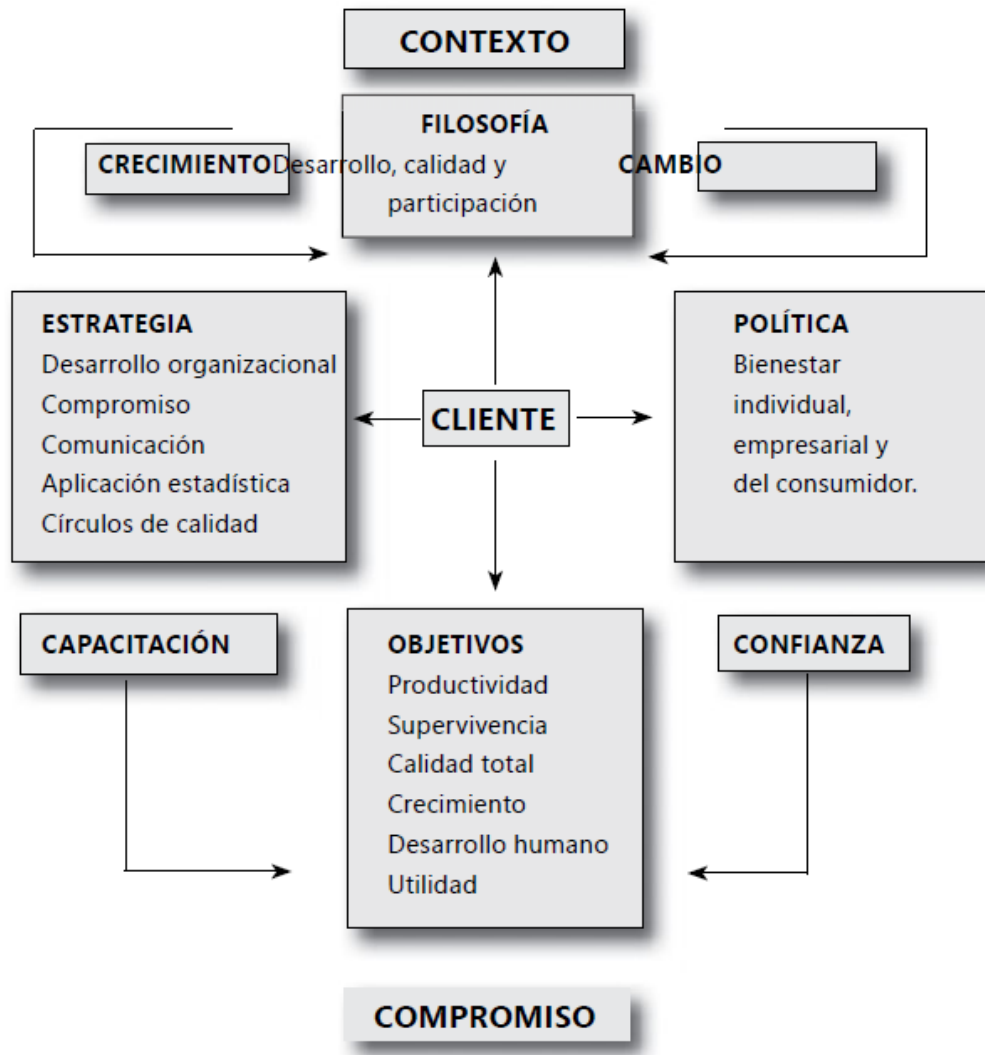 CONTEXTO
FILOSOFÍA
CRECIMIENTO
Desarrollo, calidad y
participación
CAMBIO
ESTRATEGIA
Desarrollo organizacional
Compromiso
Comunicación
Aplicación estadística
Círculos de calidad
CLIENTE
POLÍTICA
Bienestar
individual,
empresarial y
del consumidor.
CAPACITACIÓN
OBJETIVOS
Productividad
Supervivencia
Calidad total
Crecimiento
Desarrollo humano
Utilidad
CONFIANZA
COMPROMISO